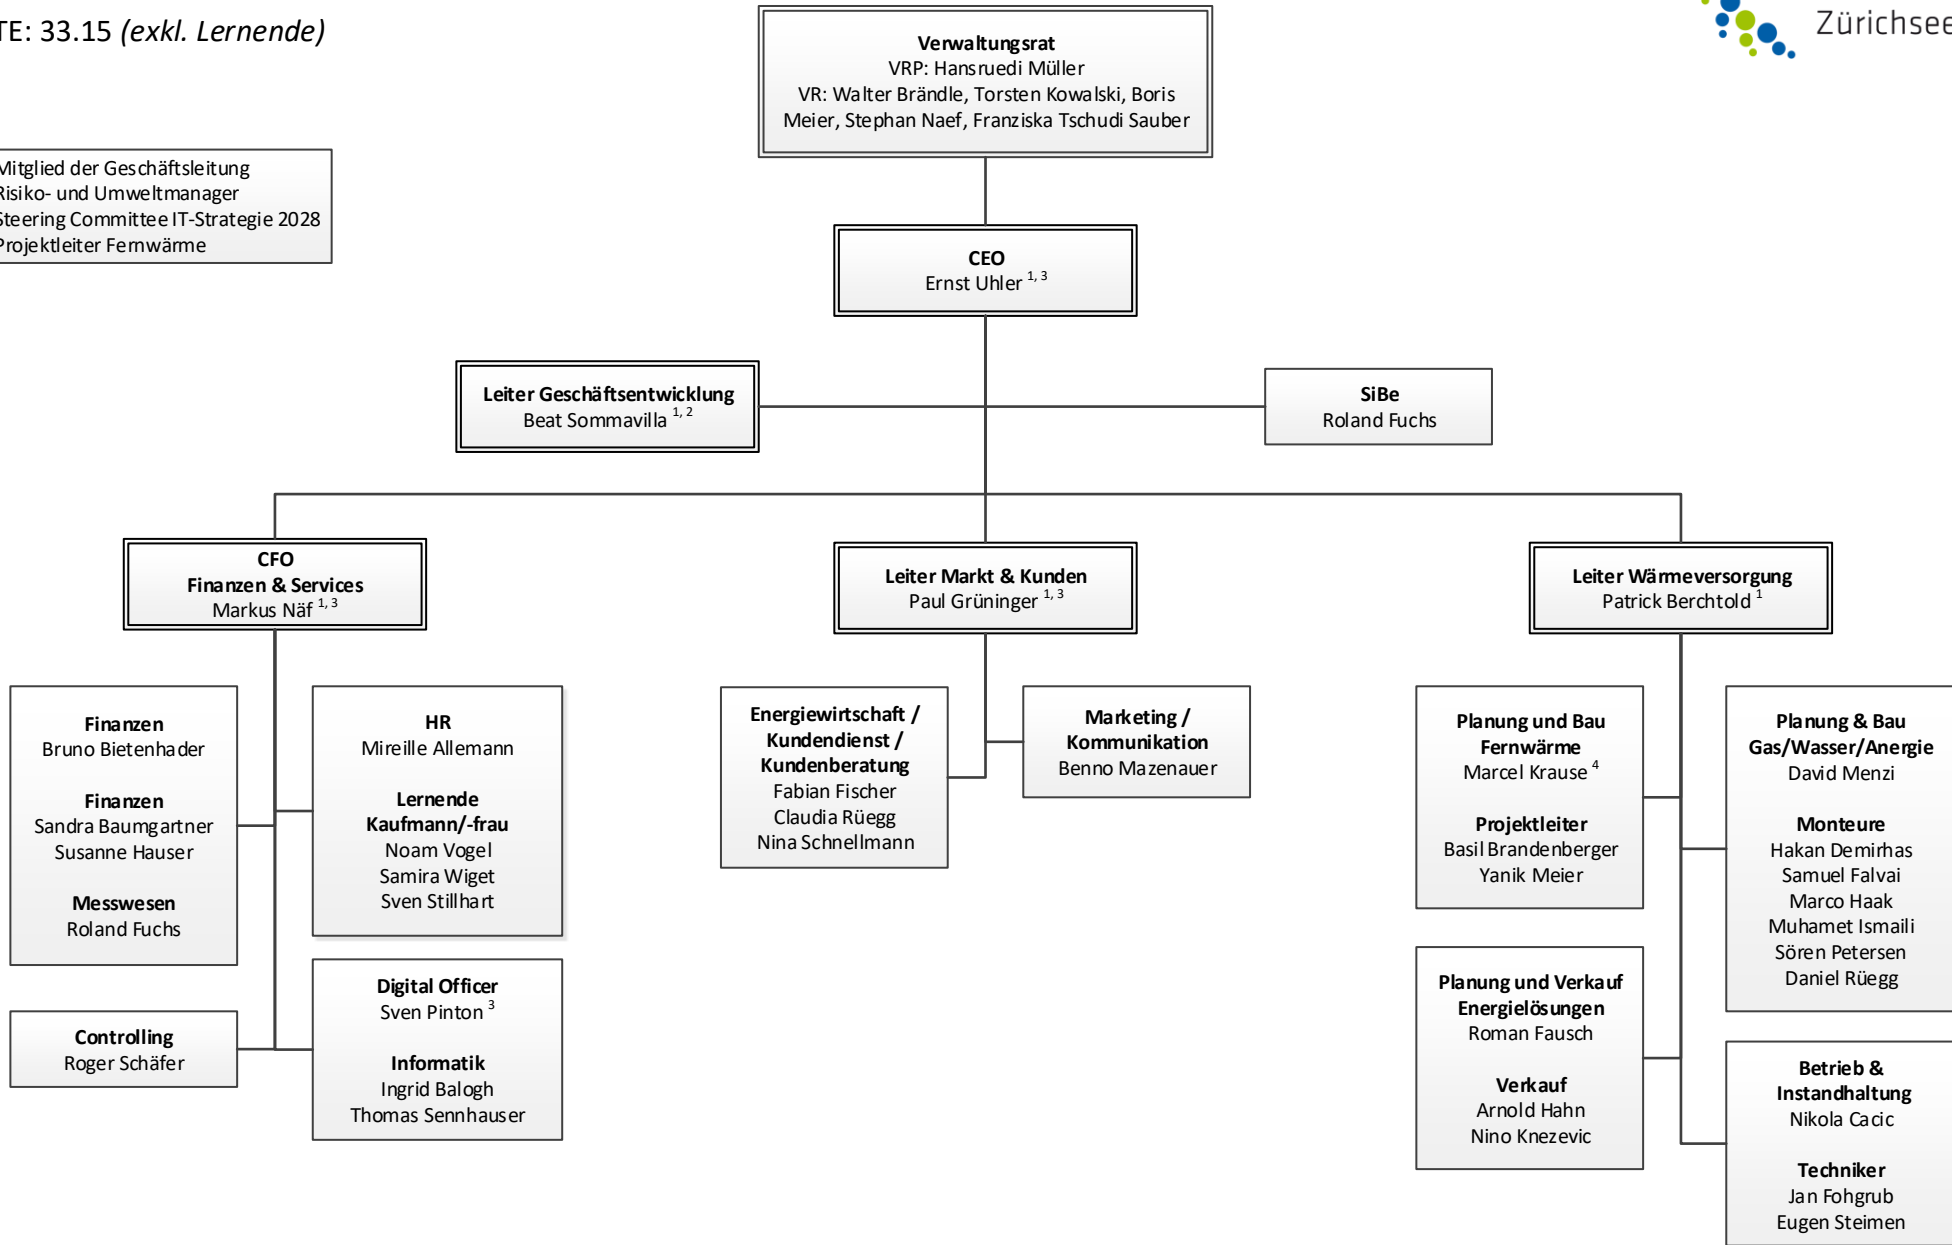 TE: 33.15 (exkl. Lernende)
Zürichsee
Verwaltungsrat
VRP: Hansruedi Müller
VR: Walter Brändle, Torsten Kowalski, Boris
Meier, Stephan Naef, Franziska Tschudi Sauber
Mitglied der Geschäftsleitung
Risiko- und Umweltmanager
Steering Committee IT-Strategie 2028
Projektleiter Fernwärme
CEO
Ernst Uhler 1, 3
Leiter Geschäftsentwicklung
Beat Sommavilla 1, 2
SiBe
Roland Fuchs
CFO
Finanzen & Services
Markus Näf 1, 3
Leiter Markt & Kunden
Paul Grüninger 1, 3
Leiter Wärmeversorgung
Patrick Berchtold 1
Finanzen
Bruno Bietenhader
Finanzen
Sandra Baumgartner
Susanne Hauser
Messwesen
Roland Fuchs
HR
Mireille Allemann
Lernende
Kaufmann/-frau
Noam Vogel
Samira Wiget
Sven Stillhart
Controlling
Roger Schäfer
Digital Officer
Sven Pinton 3
Informatik
Ingrid Balogh
Thomas Sennhauser
Energiewirtschaft /
Kundendienst /
Kundenberatung
Fabian Fischer
Claudia Rüegg
Nina Schnellmann
Marketing /
Kommunikation
Benno Mazenauer
Planung und Bau
Fernwärme
Marcel Krause 4
Projektleiter
Basil Brandenberger
Yanik Meier
Planung und Verkauf
Energielösungen
Roman Fausch
Verkauf
Arnold Hahn
Nino Knezevic
Planung & Bau
Gas/Wasser/Anergie
David Menzi
Monteure
Hakan Demirhas
Samuel Falvai
Marco Haak
Muhamet Ismaili
Sören Petersen
Daniel Rüegg
Betrieb &
Instandhaltung
Nikola Cacic
Techniker
Jan Fohgrub
Eugen Steimen